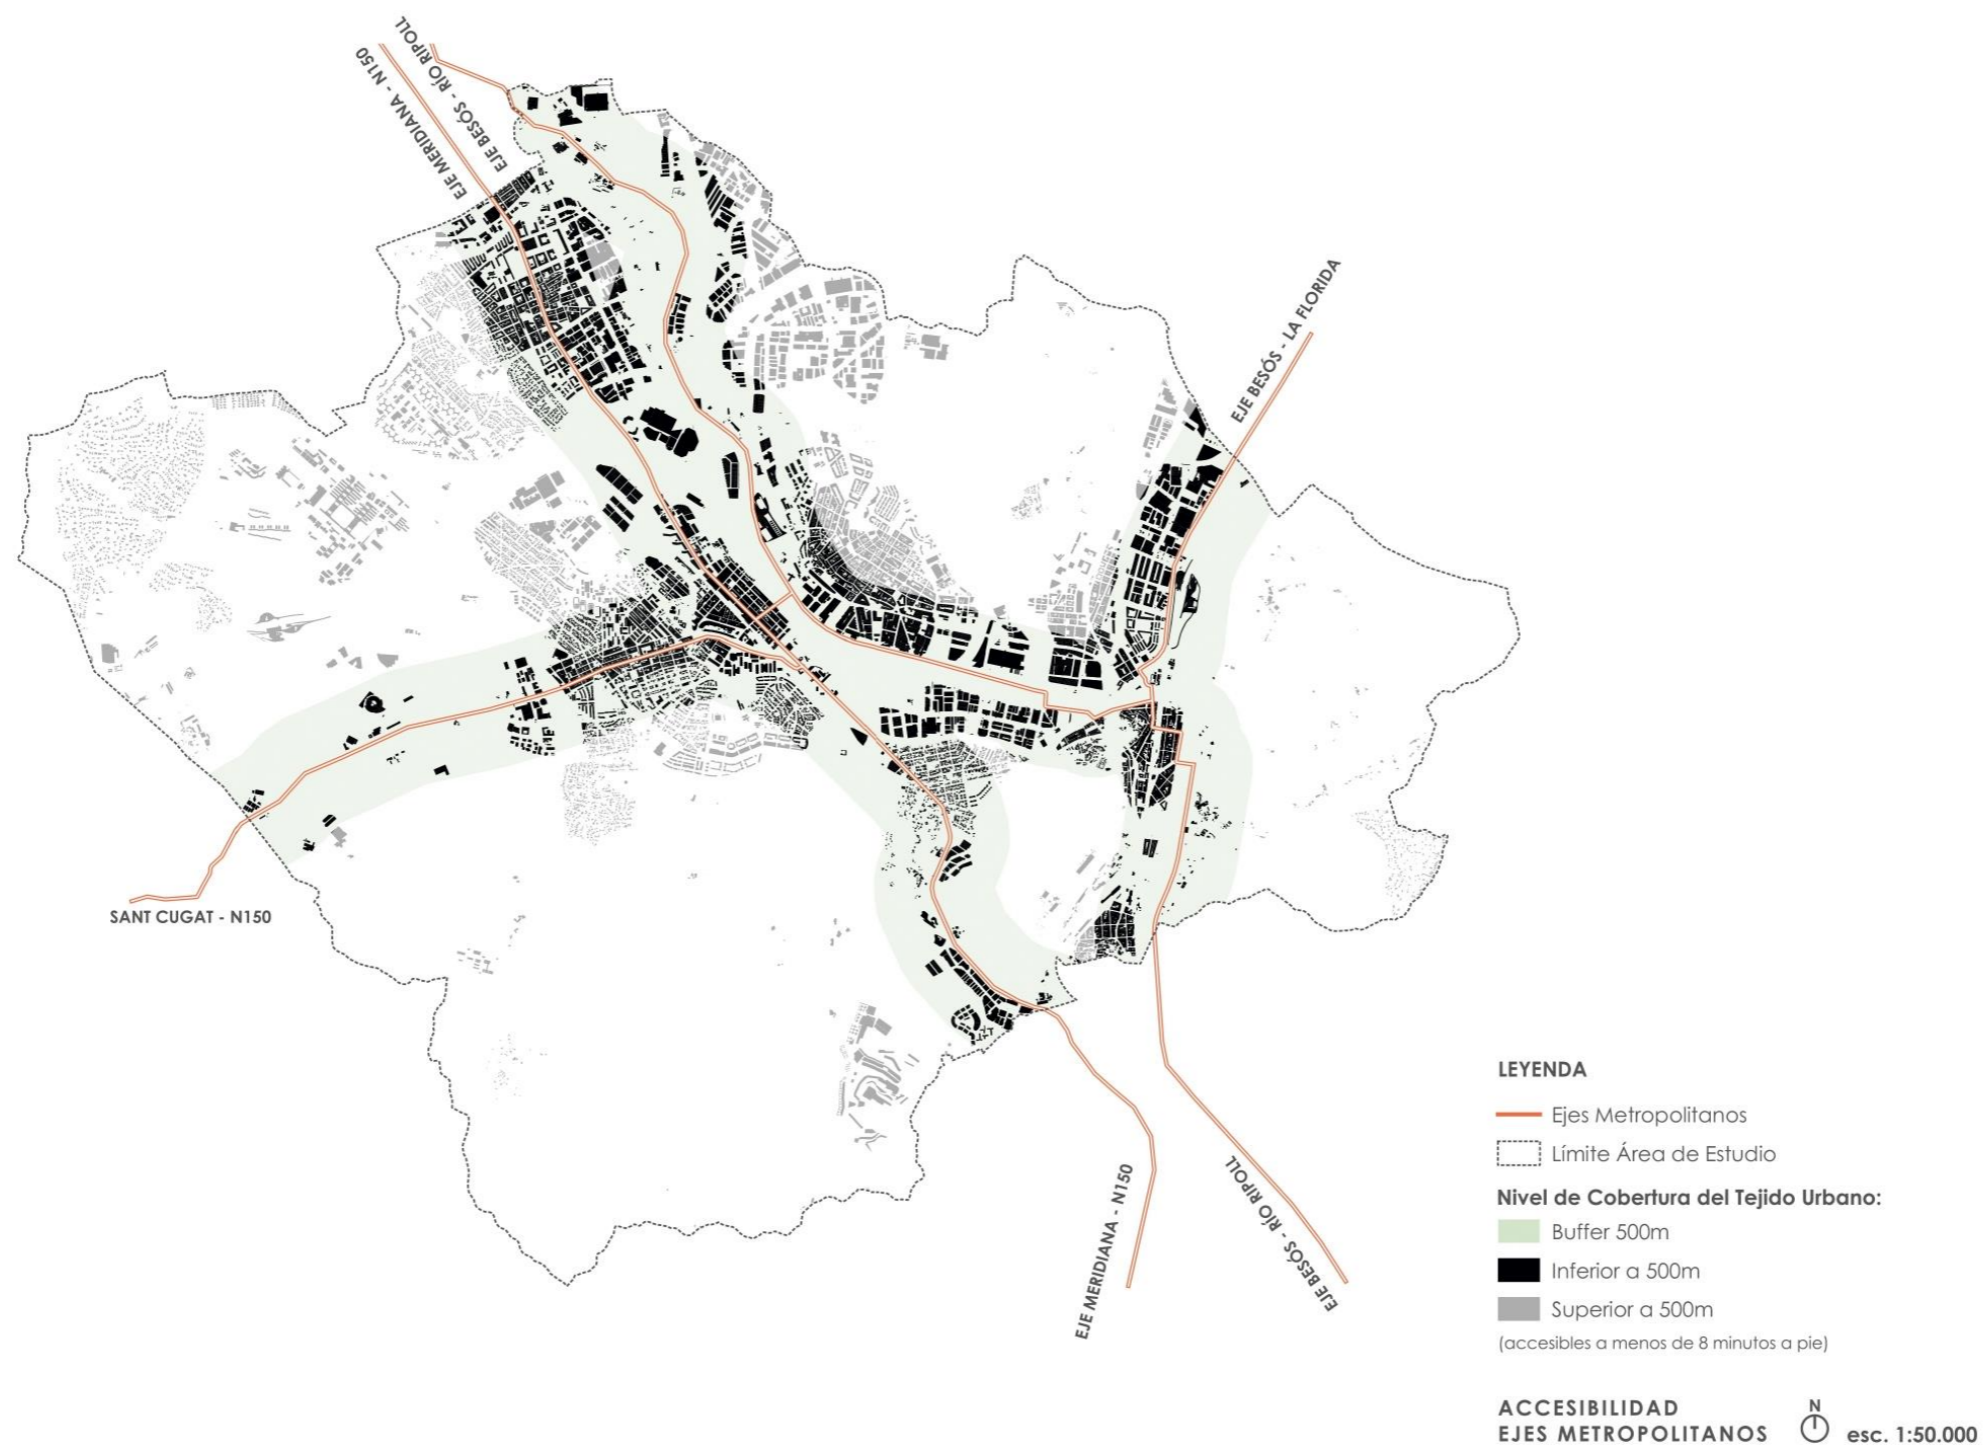 EJE MERIDIANA - N150
EJE BESÓS - RÍO RIPOLL
EJE BESÓS - LA FLORIDA
SANT CUGAT - N150
EJE MERIDIANA - N150
EJE BESÓS - RÍO RIPOLL
LEYENDA
Ejes Metropolitanos
Límite Área de Estudio
Nivel de Cobertura del Tejido Urbano:
Buffer 500m
Inferior a 500m
Superior a 500m
(accesibles a menos de 8 minutos a pie)
ACCESIBILIDAD
EJES METROPOLITANOS
N
esc. 1:50.000